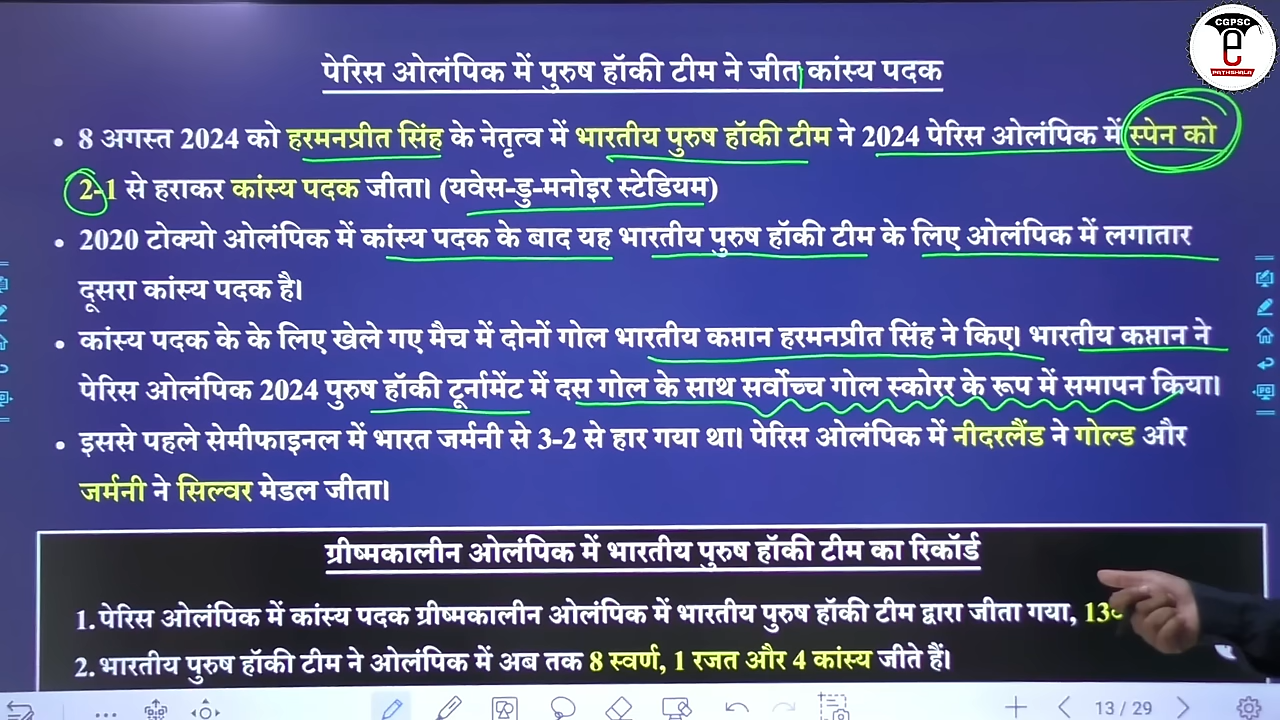 CGPSC
e
PATHSHALA
पेरिस ओलंपिक में पुरुष हॉकी टीम ने जीता कांस्य पदक
• 8 अगस्त 2024 को हरमनप्रीत सिंह के नेतृत्व में भारतीय पुरुष हॉकी टीम ने 2024 पेरिस ओलंपिक में स्पेन को
2-1 से हराकर कांस्य पदक जीता। (यवेस-डु-मनोइर स्टेडियम)
• 2020 टोक्यो ओलंपिक में कांस्य पदक के बाद यह भारतीय पुरुष हॉकी टीम के लिए ओलंपिक में लगातार
दूसरा कांस्य पदक है।
• कांस्य पदक के के लिए खेले गए मैच में दोनों गोल भारतीय कप्तान हरमनप्रीत सिंह ने किए। भारतीय कप्तान ने
पेरिस ओलंपिक 2024 पुरुष हॉकी टूर्नामेंट में दस गोल के साथ सर्वोच्च गोल स्कोरर के रूप में समापन किया।
• इससे पहले सेमीफाइनल में भारत जर्मनी से 3-2 से हार गया था। पेरिस ओलंपिक में नीदरलैंड ने गोल्ड और
जर्मनी ने सिल्वर मेडल जीता।
ग्रीष्मकालीन ओलंपिक में भारतीय पुरुष हॉकी टीम का रिकॉर्ड
1. पेरिस ओलंपिक में कांस्य पदक ग्रीष्मकालीन ओलंपिक में भारतीय पुरुष हॉकी टीम द्वारा जीता गया,
2. भारतीय पुरुष हॉकी टीम ने ओलंपिक में अब तक 8 स्वर्ण, 1 रजत और 4 कांस्य जीते हैं।
13 / 29